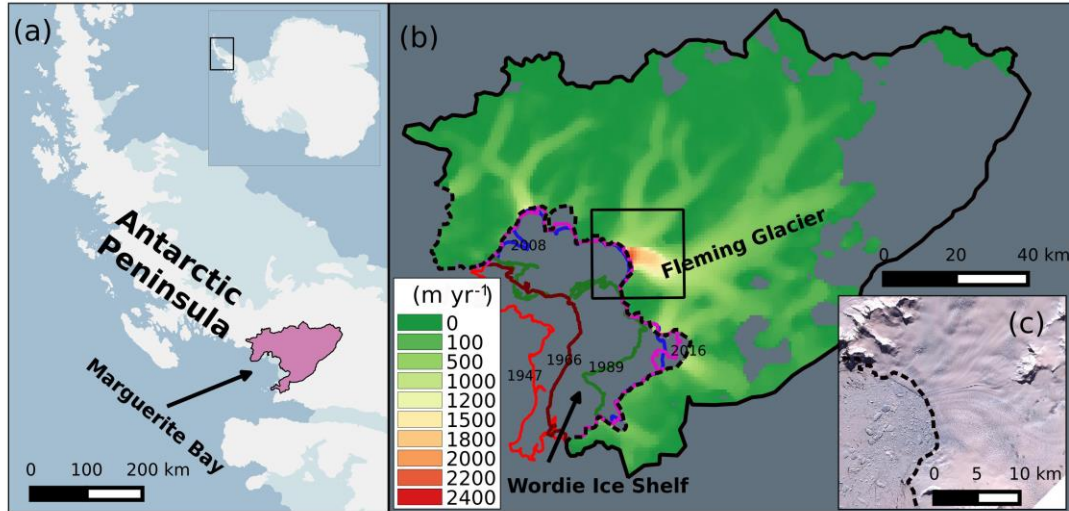 (a)
Antarctic
Peninsula
Marguerite Bay
0 100 200 km
(b)
2008
Fleming Glacier
1947
1966
1989
2016
Wordie Ice Shelf
0 20 40 km
(m yr⁻¹)
0
100
500
1000
1200
1500
1800
2000
2200
2400
(c)
0 5 10 km